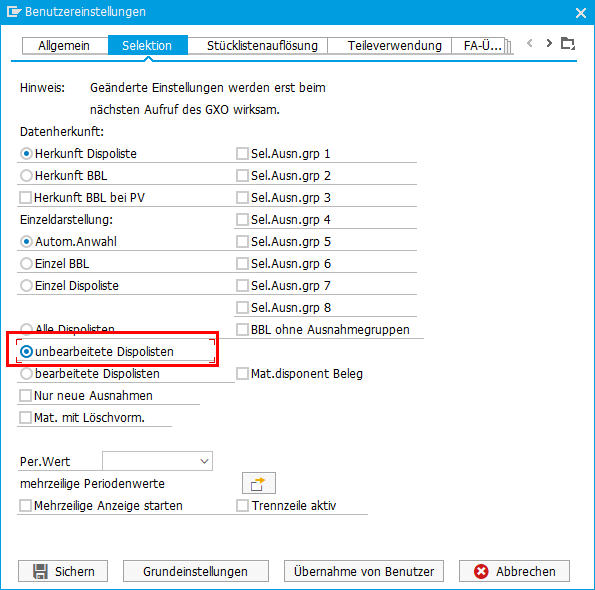 Benutzereinstellungen
Allgemein Selektion Stücklistenauflösung Teileverwendung FA-Ü...
Hinweis: Geänderte Einstellungen werden erst beim
nächsten Aufruf des GXO wirksam.
Datenherkunft:
Herkunft Dispoliste Sel.Ausn.grp 1
Herkunft BBL Sel.Ausn.grp 2
Herkunft BBL bei PV Sel.Ausn.grp 3
Einzeldarstellung: Sel.Ausn.grp 4
Autom.Anwahl Sel.Ausn.grp 5
Einzel BBL Sel.Ausn.grp 6
Einzel Dispoliste Sel.Ausn.grp 7
Sel.Ausn.grp 8
Alle Dispolisten BBL ohne Ausnahmegruppen
unbearbeitete Dispolisten
bearbeitete Dispolisten Mat.disponent Beleg
Nur neue Ausnahmen
Mat. mit Löschvorm.
Per.Wert
mehrzeilige Periodenwerte
Mehrzeilige Anzeige starten Trennzeile aktiv
Sichern Grundeinstellungen Übernahme von Benutzer Abbrechen